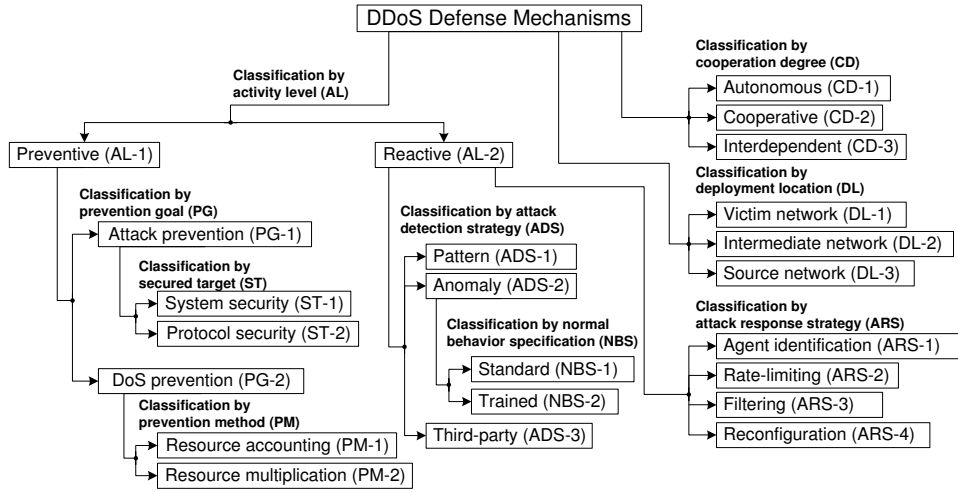 DDoS Defense Mechanisms
Classification by
activity level (AL)
Preventive (AL-1)
Classification by
prevention goal (PG)
Attack prevention (PG-1)
Classification by
secured target (ST)
System security (ST-1)
Protocol security (ST-2)
DoS prevention (PG-2)
Classification by
prevention method (PM)
Resource accounting (PM-1)
Resource multiplication (PM-2)
Reactive (AL-2)
Classification by attack
detection strategy (ADS)
Pattern (ADS-1)
Anomaly (ADS-2)
Classification by normal
behavior specification (NBS)
Standard (NBS-1)
Trained (NBS-2)
Third-party (ADS-3)
Classification by
cooperation degree (CD)
Autonomous (CD-1)
Cooperative (CD-2)
Interdependent (CD-3)
Classification by
deployment location (DL)
Victim network (DL-1)
Intermediate network (DL-2)
Source network (DL-3)
Classification by
attack response strategy (ARS)
Agent identification (ARS-1)
Rate-limiting (ARS-2)
Filtering (ARS-3)
Reconfiguration (ARS-4)